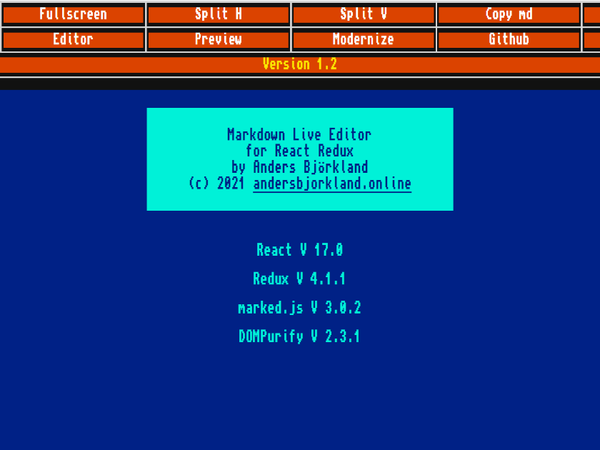 Fullscreen Split H Split V Copy md
Editor Preview Modernize Github
Version 1.2
Markdown Live Editor
for React Redux
by Anders Björkland
(c) 2021 andersbjorkland.online
React V 17.0
Redux V 4.1.1
marked.js V 3.0.2
DOMPurify V 2.3.1